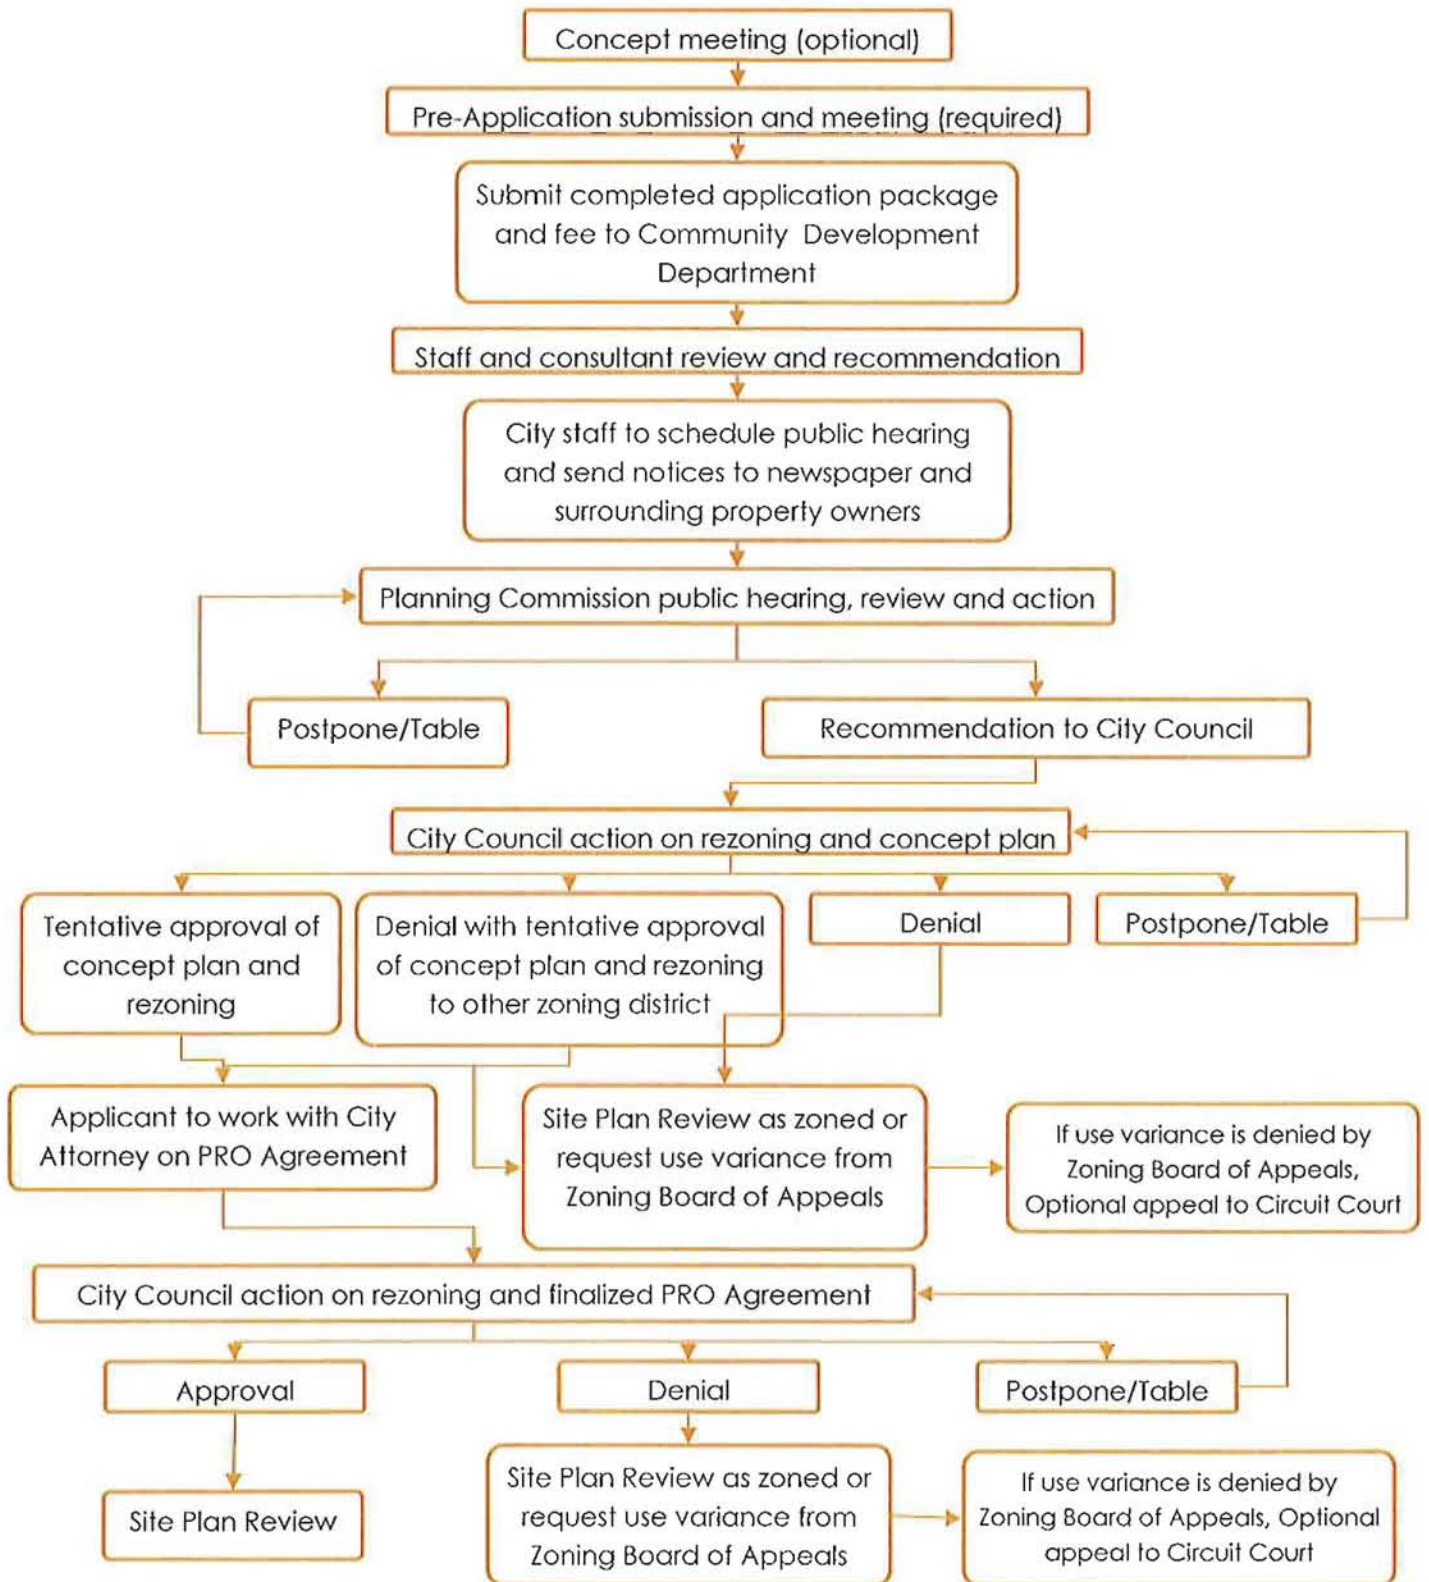 Concept meeting (optional)
Pre-Application submission and meeting (required)
Submit completed application package
and fee to Community Development
Department
Staff and consultant review and recommendation
City staff to schedule public hearing
and send notices to newspaper and
surrounding property owners
Planning Commission public hearing, review and action
Postpone/Table
Recommendation to City Council
City Council action on rezoning and concept plan
Tentative approval of
concept plan and
rezoning
Denial with tentative approval
of concept plan and rezoning
to other zoning district
Denial
Postpone/Table
Applicant to work with City
Attorney on PRO Agreement
Site Plan Review as zoned or
request use variance from
Zoning Board of Appeals
If use variance is denied by
Zoning Board of Appeals,
Optional appeal to Circuit Court
City Council action on rezoning and finalized PRO Agreement
Approval
Denial
Postpone/Table
Site Plan Review
Site Plan Review as zoned or
request use variance from
Zoning Board of Appeals
If use variance is denied by
Zoning Board of Appeals, Optional
appeal to Circuit Court